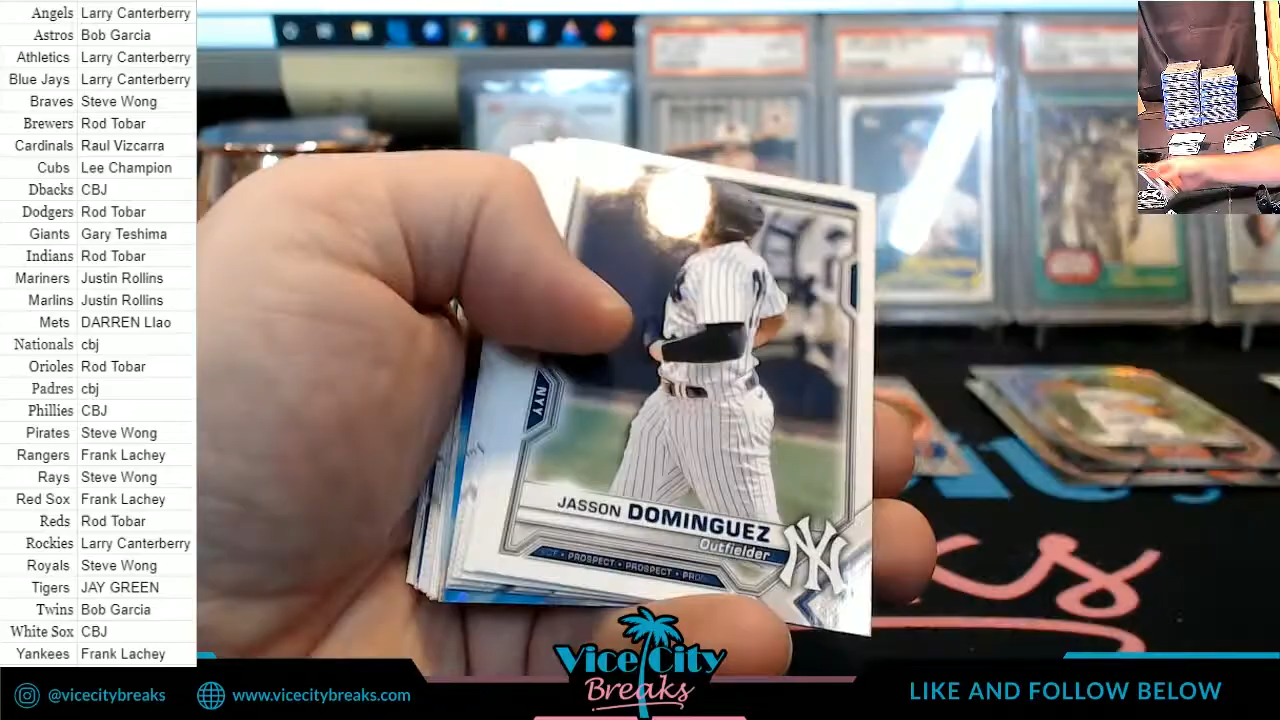 Angels Larry Canterberry
Astros Bob Garcia
Athletics Larry Canterberry
Blue Jays Larry Canterberry
Braves Steve Wong
Brewers Rod Tobar
Cardinals Raul Vizcarra
Cubs Lee Champion
Dbacks CBJ
Dodgers Rod Tobar
Giants Gary Teshima
Indians Rod Tobar
Mariners Justin Rollins
Marlins Justin Rollins
Mets DARREN Llao
Nationals cbj
Orioles Rod Tobar
Padres cbj
Phillies CBJ
Pirates Steve Wong
Rangers Frank Lachey
Rays Steve Wong
Red Sox Frank Lachey
Reds Rod Tobar
Rockies Larry Canterberry
Royals Steve Wong
Tigers JAY GREEN
Twins Bob Garcia
White Sox CBJ
Yankees Frank Lachey
NYY
JASSON DOMINGUEZ
Outfielder
PROSPECT • PROSPECT
NY
Vice City
Breaks
@vicecitybreaks
www.vicecitybreaks.com
LIKE AND FOLLOW BELOW